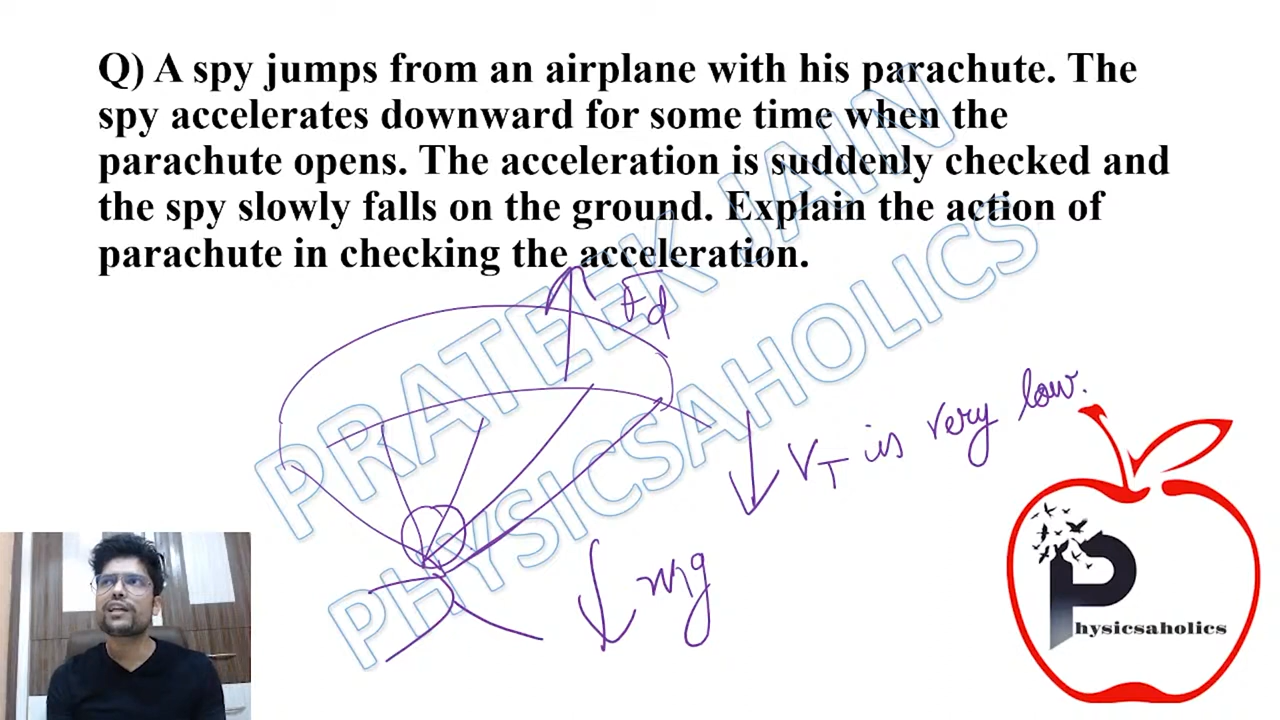 Q) A spy jumps from an airplane with his parachute. The
spy accelerates downward for some time when the
parachute opens. The acceleration is suddenly checked and
the spy slowly falls on the ground. Explain the action of
parachute in checking the acceleration.
PRATEEK JAIN
PHYSICSAHOLICS
Fd
VT is very low.
mg
Physicsaholics